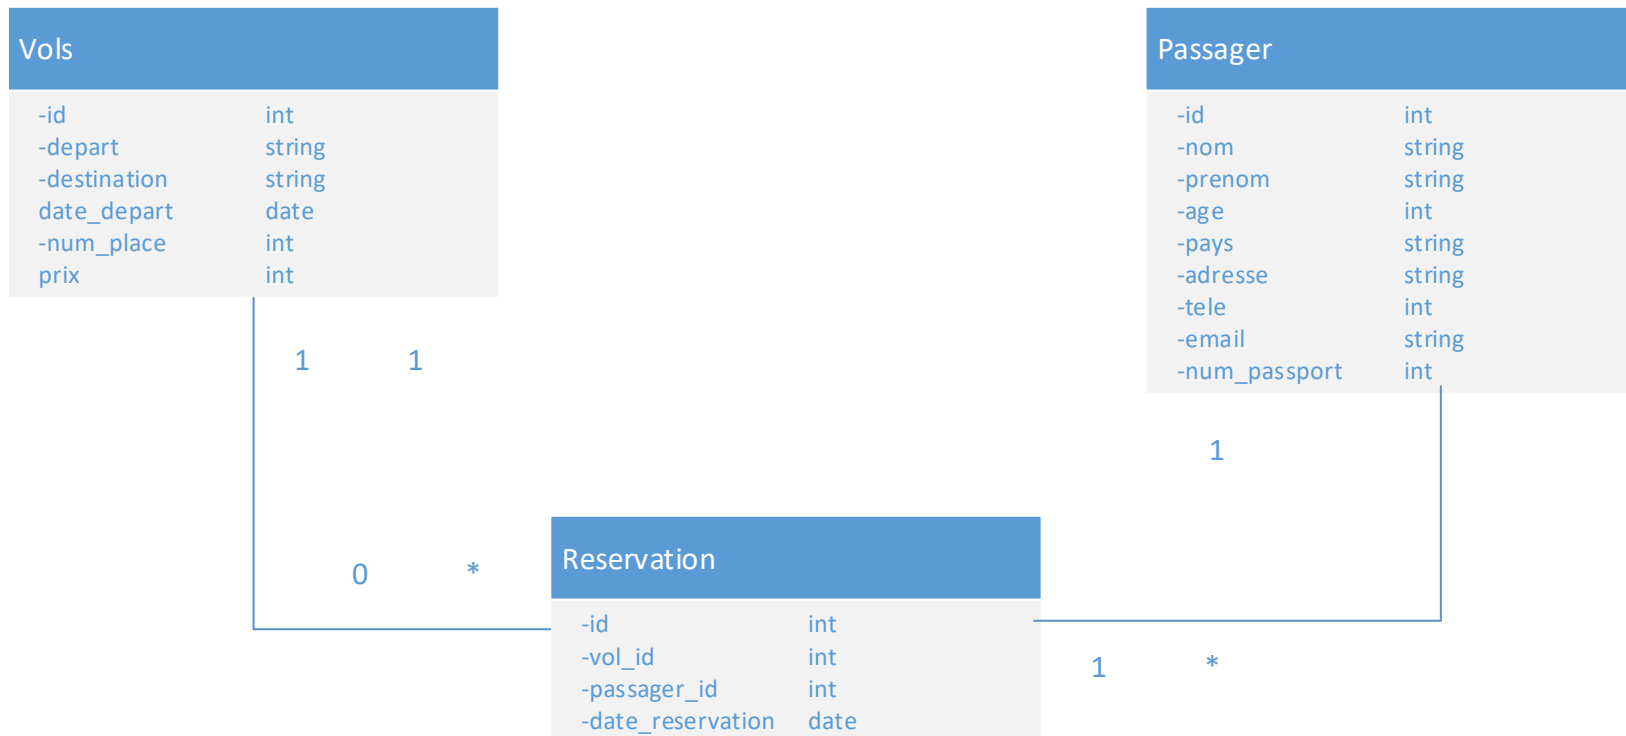 Vols
-id int
-depart string
-destination string
date_depart date
-num_place int
prix int
1 1
Passager
-id int
-nom string
-prenom string
-age int
-pays string
-adresse string
-tele int
-email string
-num_passport int
1
0 *
Reservation
-id int
-vol_id int
-passager_id int
-date_reservation date
1 *